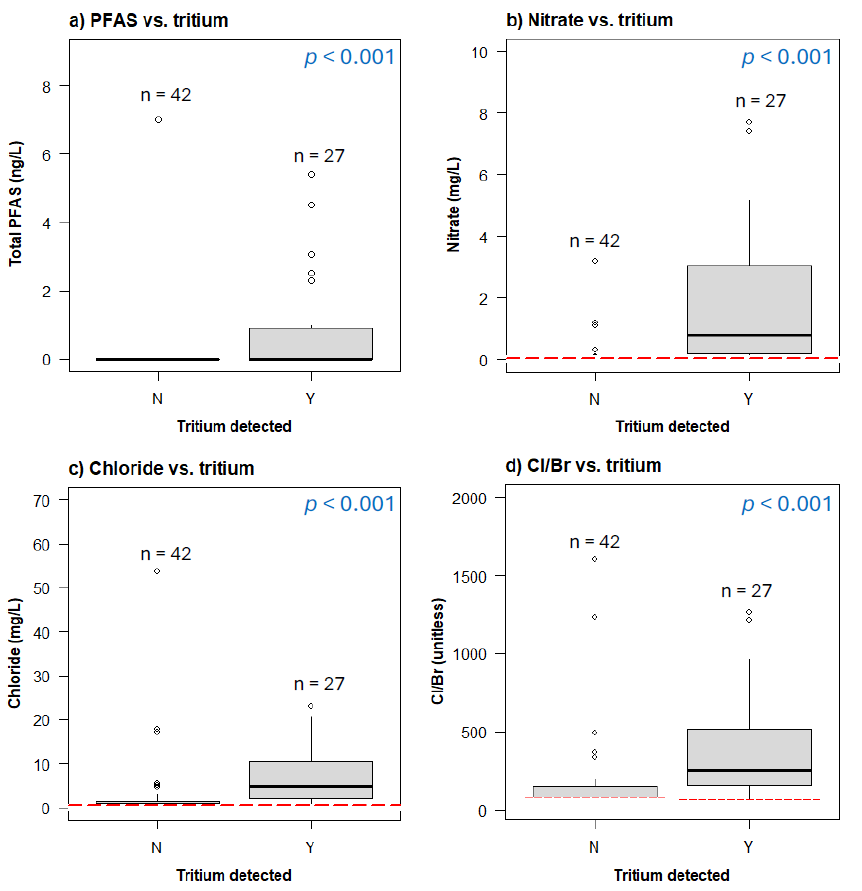 a) PFAS vs. tritium
p < 0.001
n = 42
n = 27
Total PFAS (ng/L)
8
6
4
2
0
N
Y
Tritium detected
b) Nitrate vs. tritium
p < 0.001
n = 27
n = 42
Nitrate (mg/L)
10
8
6
4
2
0
N
Y
Tritium detected
c) Chloride vs. tritium
p < 0.001
n = 42
n = 27
Chloride (mg/L)
70
60
50
40
30
20
10
0
N
Y
Tritium detected
d) Cl/Br vs. tritium
p < 0.001
n = 42
n = 27
Cl/Br (unitless)
2000
1500
1000
500
0
N
Y
Tritium detected